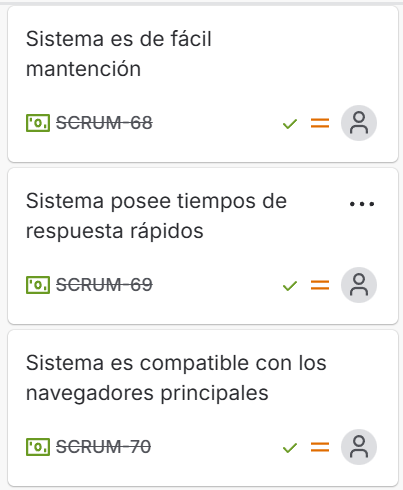 Sistema es de fácil
mantención
SCRUM-68
Sistema posee tiempos de
respuesta rápidos
SCRUM-69
Sistema es compatible con los
navegadores principales
SCRUM-70